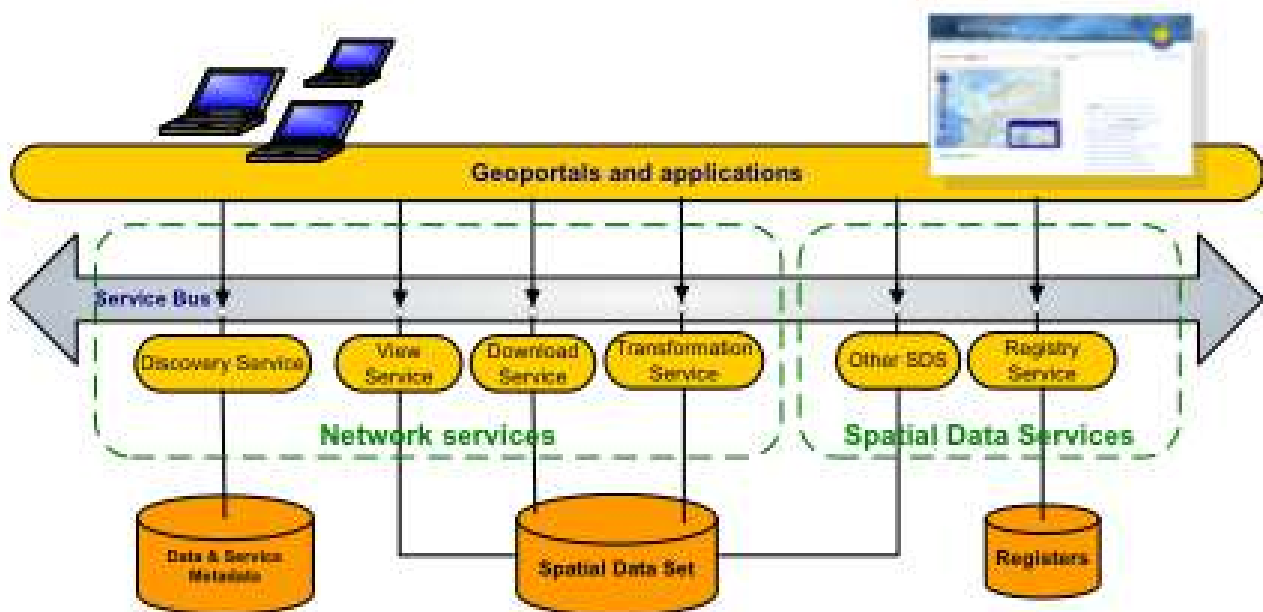 Geoportals and applications
Service Bus
Discovery Service
View
Service
Download
Service
Transformation
Service
Other SDS
Registry
Service
Network services
Spatial Data Services
Data & Service
Metadata
Spatial Data Set
Registers